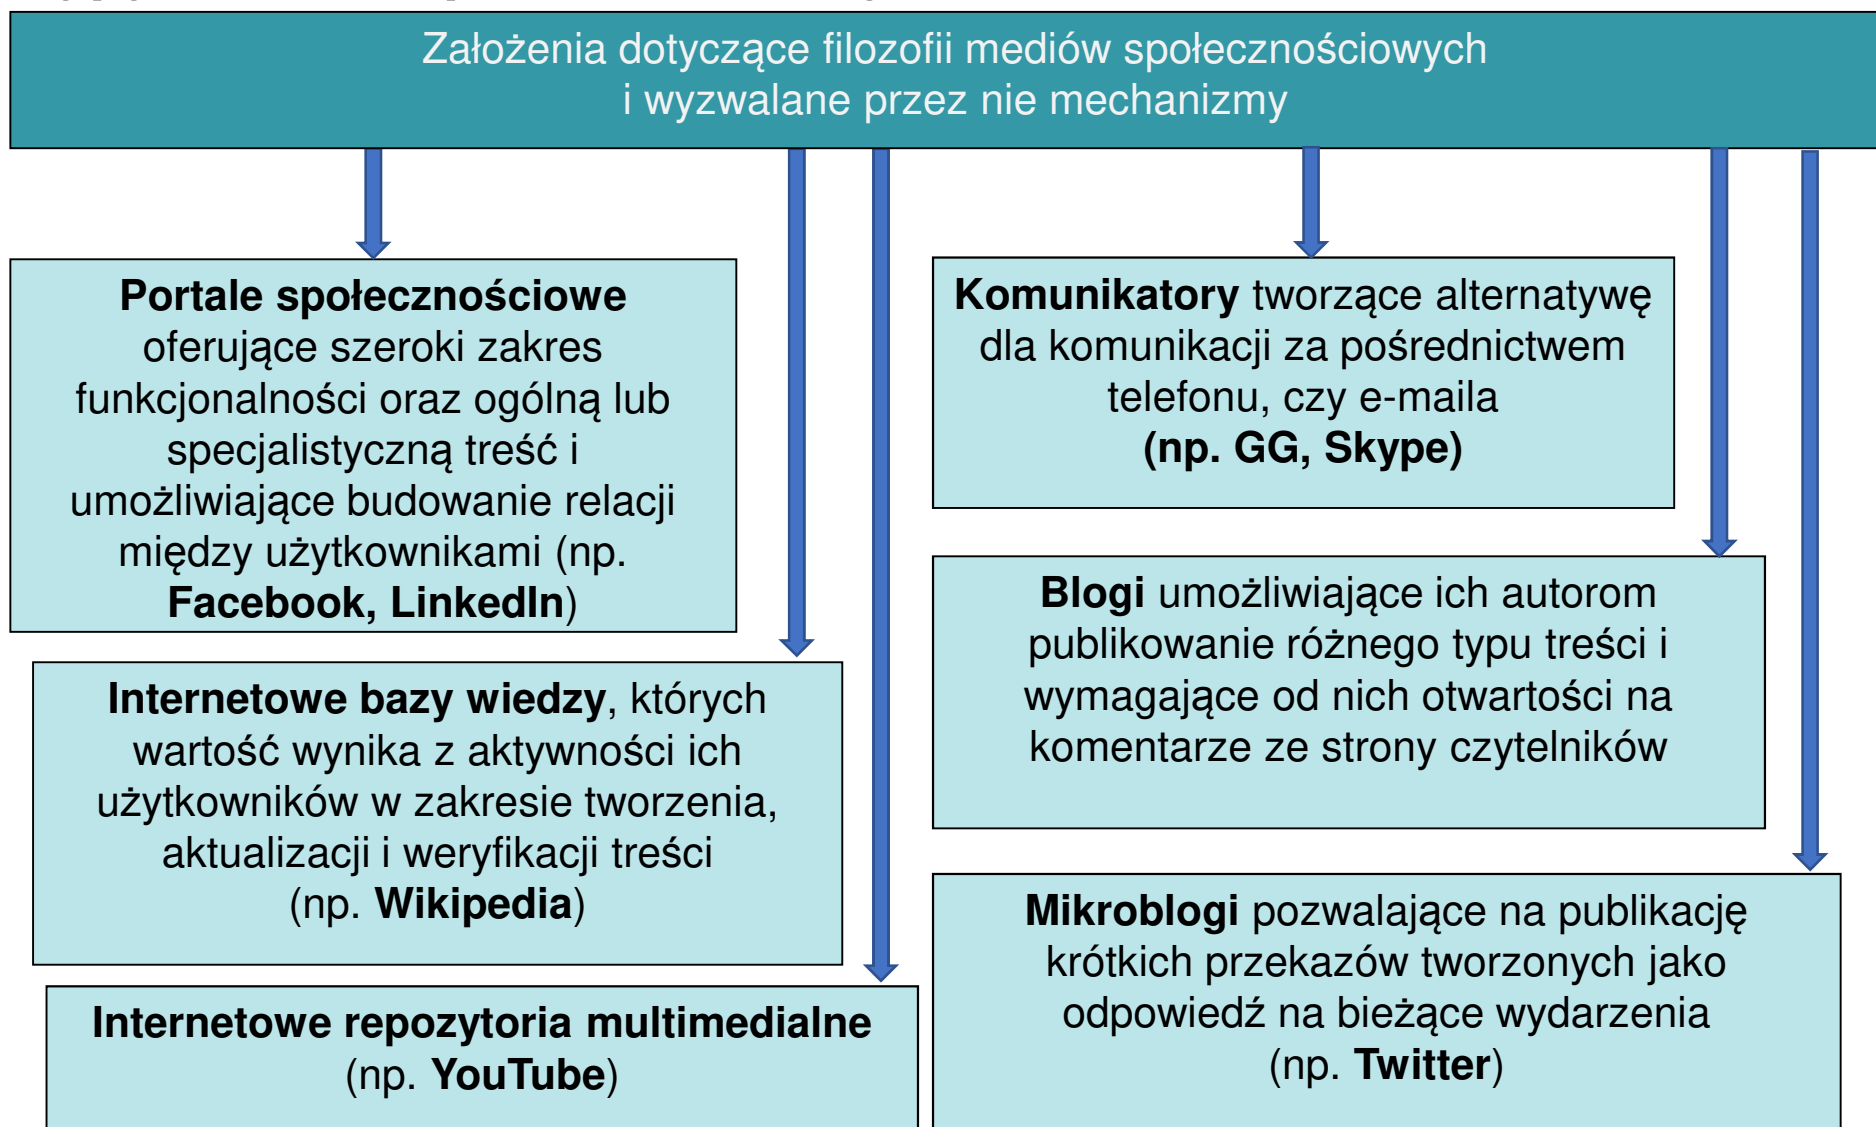 Założenia dotyczące filozofii mediów społecznościowych
i wyzwalane przez nie mechanizmy
Portale społecznościowe
oferujące szeroki zakres
funkcjonalności oraz ogólną lub
specjalistyczną treść i
umożliwiające budowanie relacji
między użytkownikami (np.
Facebook, LinkedIn)
Internetowe bazy wiedzy, których
wartość wynika z aktywności ich
użytkowników w zakresie tworzenia,
aktualizacji i weryfikacji treści
(np. Wikipedia)
Internetowe repozytoria multimedialne
(np. YouTube)
Komunikatory tworzące alternatywę
dla komunikacji za pośrednictwem
telefonu, czy e-maila
(np. GG, Skype)
Blogi umożliwiające ich autorom
publikowanie różnego typu treści i
wymagające od nich otwartości na
komentarze ze strony czytelników
Mikroblogi pozwalające na publikację
krótkich przekazów tworzonych jako
odpowiedź na bieżące wydarzenia
(np. Twitter)